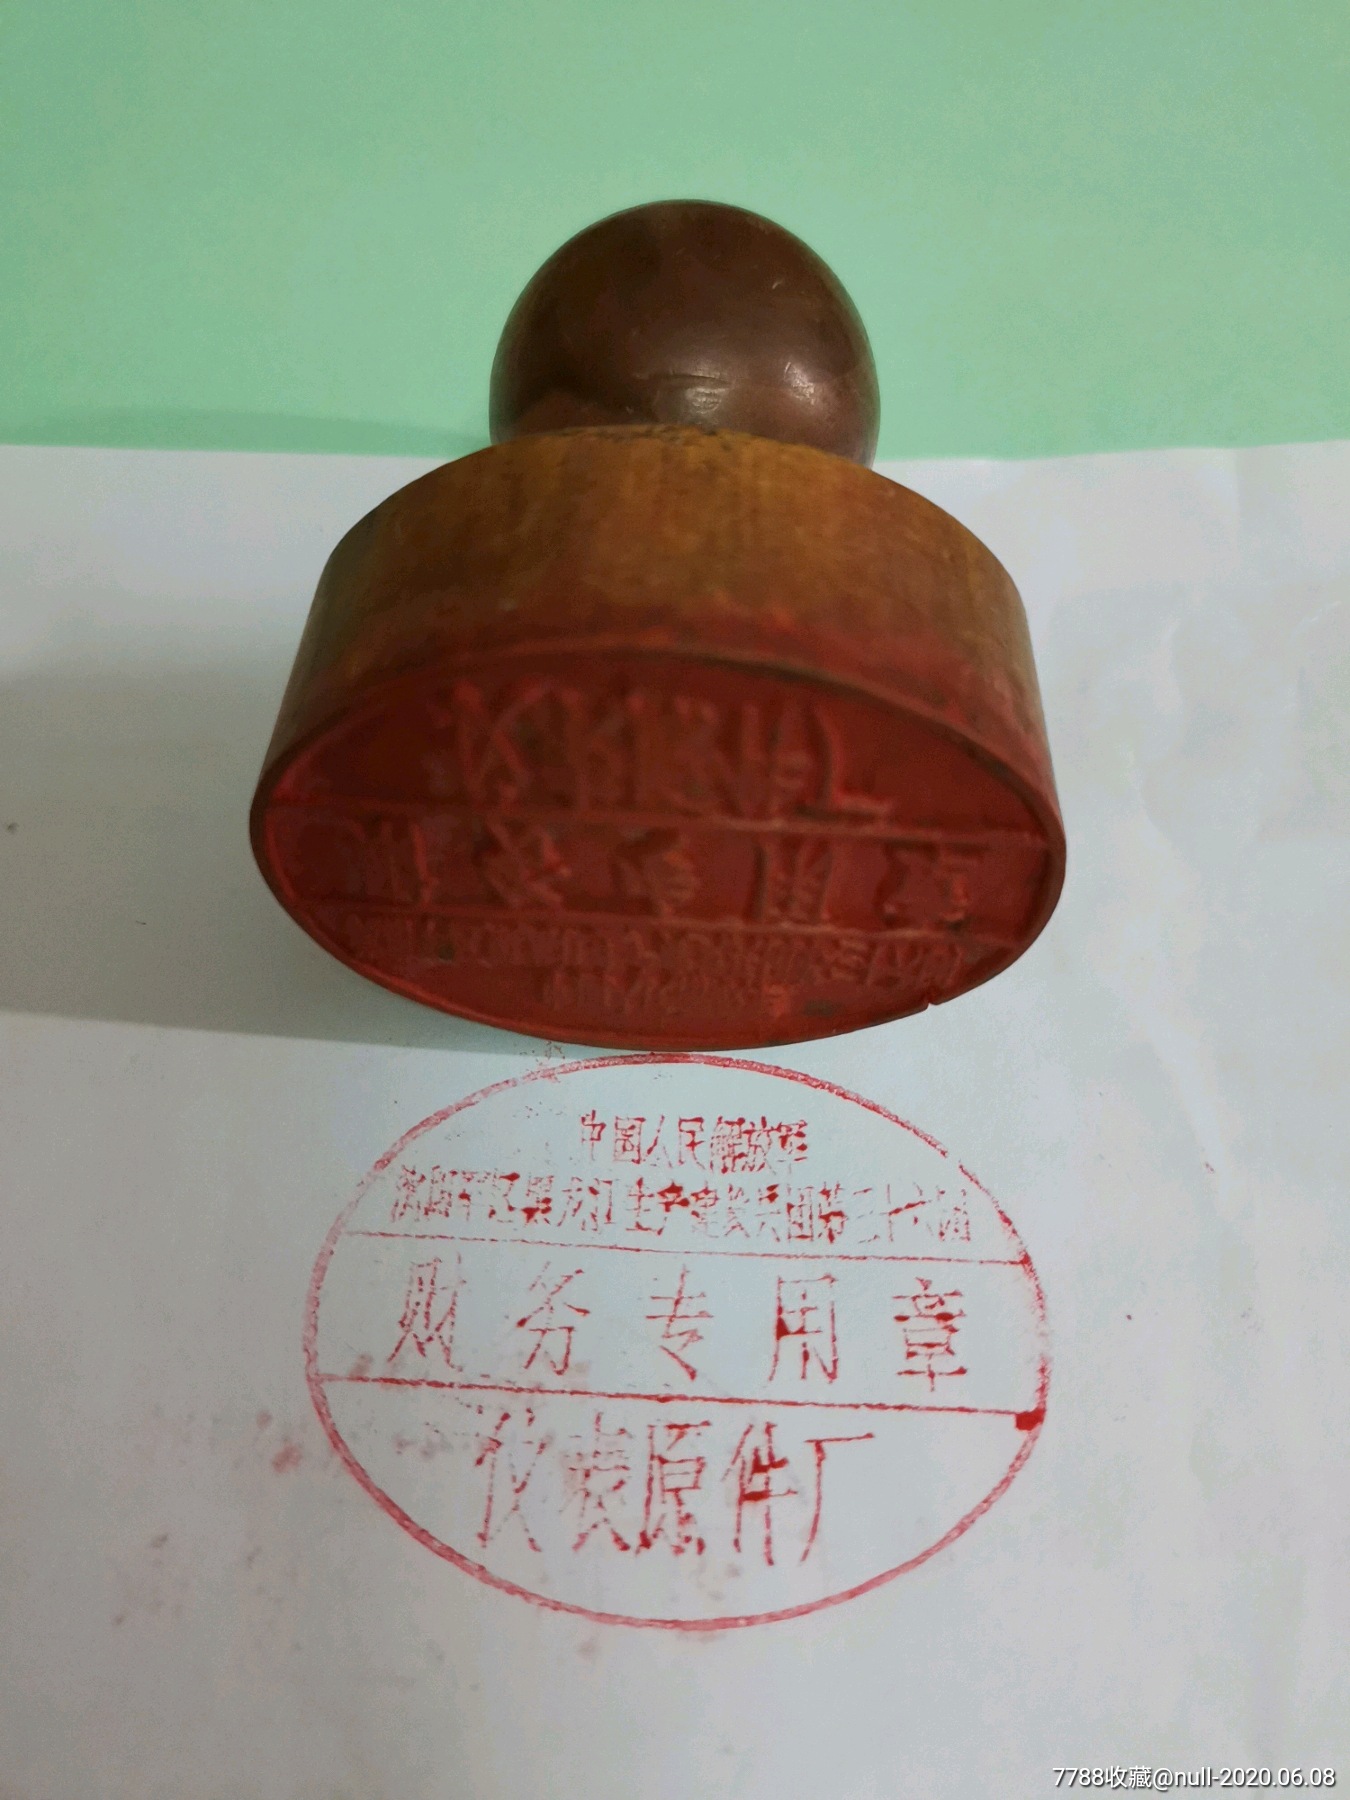 中国人民解放军
沈阳军区黑龙江生产建设兵团第三十六团
财务专用章
仪表原件厂
7788收藏@null-2020.06.08